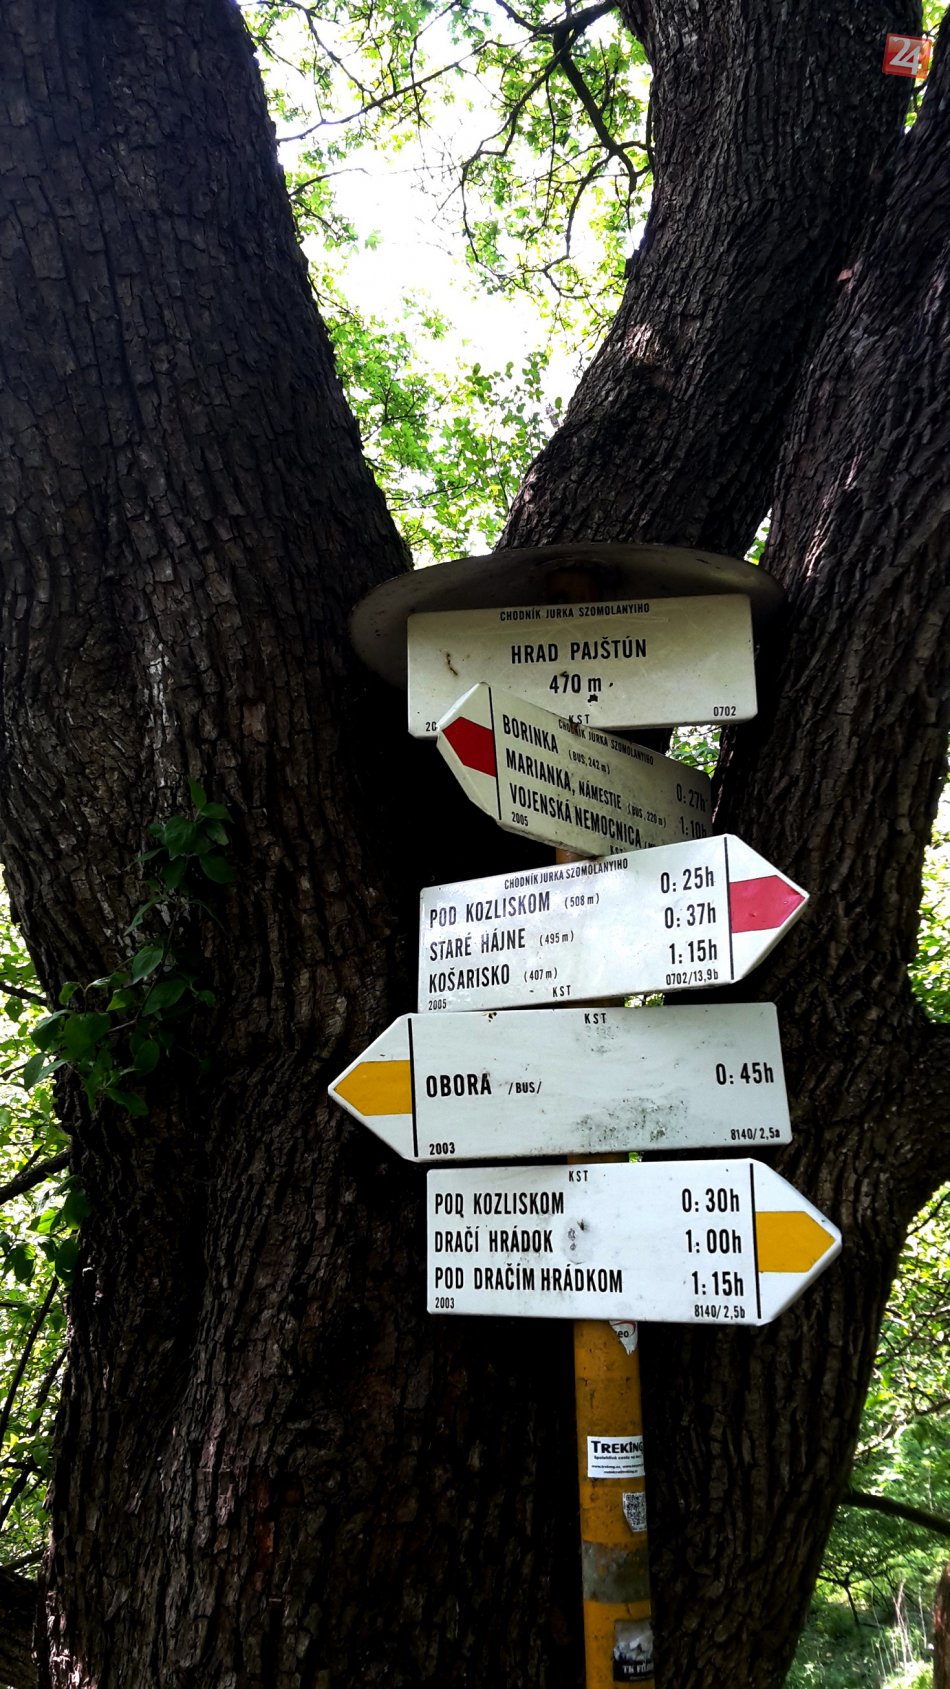 24
CHODNÍK JURKA SZOMOLANYIHO
HRAD PAJŠTÚN
470 m
KST
0702
CHODNÍK JURKA SZOMOLANYIHO
BORINKA (BUS, 242 m) 0:27h
MARIANKA, NÁMESTIE (BUS, 220 m) 1:10h
VOJENSKÁ NEMOCNICA
2005
CHODNÍK JURKA SZOMOLANYIHO
POD KOZLISKOM (508 m) 0:25h
STARÉ HÁJNE (495 m) 0:37h
KOŠARISKO (407 m) 1:15h
2005 KST 0702/13,9b
KST
OBORA /BUS/ 0:45h
2003 8140/2,5a
KST
POD KOZLISKOM 0:30h
DRAČÍ HRÁDOK 1:00h
POD DRAČÍM HRÁDKOM 1:15h
2003 8140/2,5b
TREKING